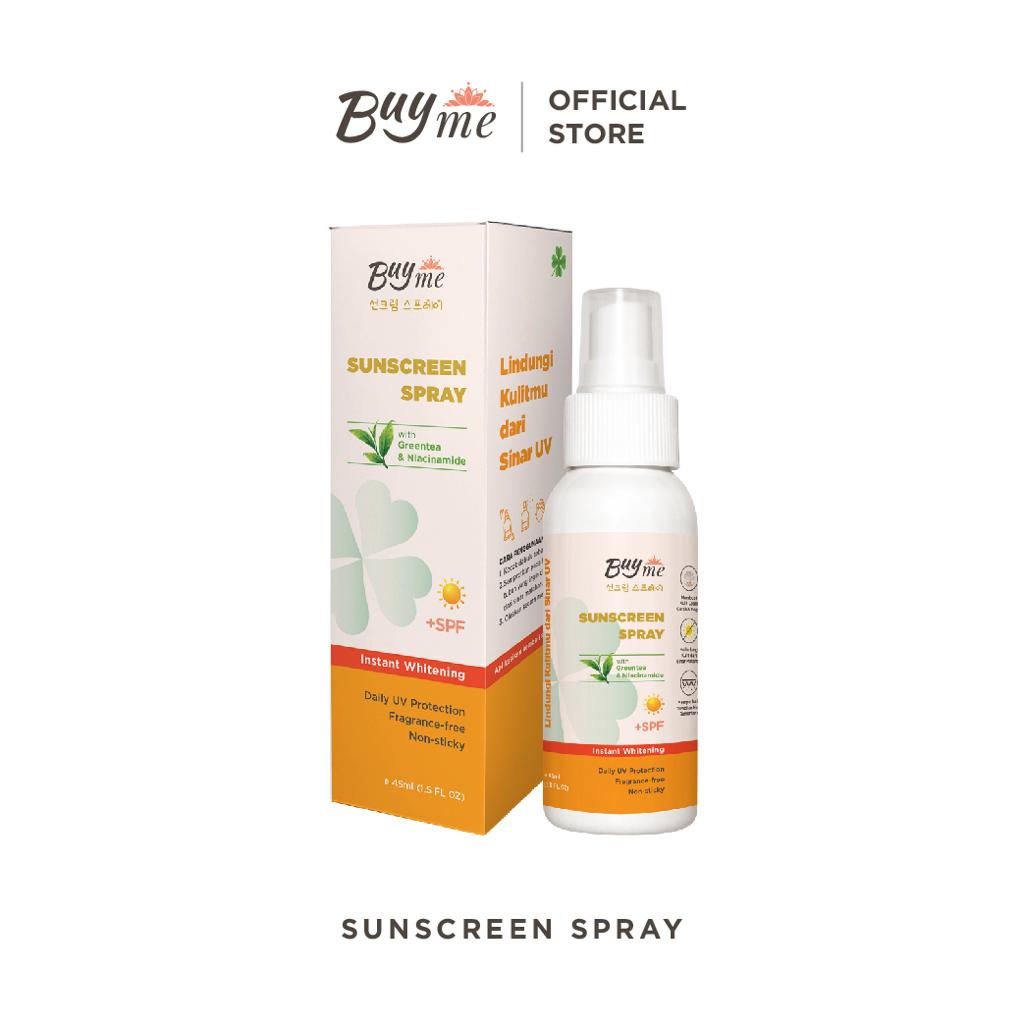 Buy me
OFFICIAL
STORE
Buy me
선크림 스프레이
SUNSCREEN
SPRAY
with
Greentea
& Niacinamide
+SPF
Instant Whitening
Daily UV Protection
Fragrance-free
Non-sticky
45ml (1.5 FL OZ)
Lindungi
Kulitmu
dari
Sinar UV
Buy me
선크림 스프레이
SUNSCREEN
SPRAY
with
Greentea
& Niacinamide
+SPF
Instant Whitening
Daily UV Protection
Fragrance-free
Non-sticky
Lindungi Kulitmu dari Sinar UV
SUNSCREEN SPRAY